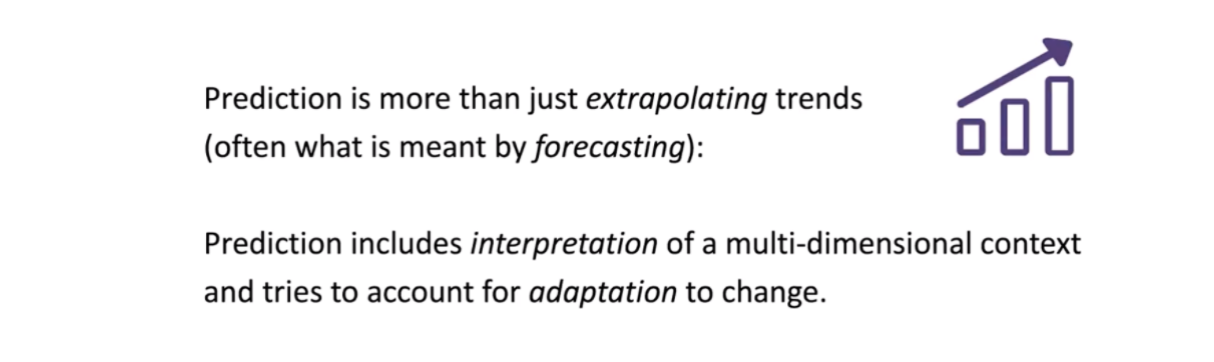 Prediction is more than just extrapolating trends
(often what is meant by forecasting):
Prediction includes interpretation of a multi-dimensional context
and tries to account for adaptation to change.